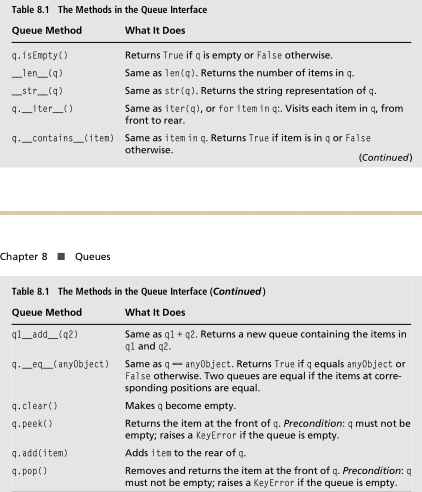 Table 8.1 The Methods in the Queue Interface
Queue Method What It Does
q.isEmpty() Returns True if q is empty or False otherwise.
__len__(q) Same as len(q). Returns the number of items in q.
__str__(q) Same as str(q). Returns the string representation of q.
q.__iter__() Same as iter(q), or for item in q:. Visits each item in q, from
front to rear.
q.__contains__(item) Same as item in q. Returns True if item is in q or False
otherwise.
(Continued)
Chapter 8 ■ Queues
Table 8.1 The Methods in the Queue Interface (Continued)
Queue Method What It Does
q1__add__(q2) Same as q1 + q2. Returns a new queue containing the items in
q1 and q2.
q.__eq__(anyObject) Same as q == anyObject. Returns True if q equals anyObject or
False otherwise. Two queues are equal if the items at corre-
sponding positions are equal.
q.clear() Makes q become empty.
q.peek() Returns the item at the front of q. Precondition: q must not be
empty; raises a KeyError if the queue is empty.
q.add(item) Adds item to the rear of q.
q.pop() Removes and returns the item at the front of q. Precondition: q
must not be empty; raises a KeyError if the queue is empty.